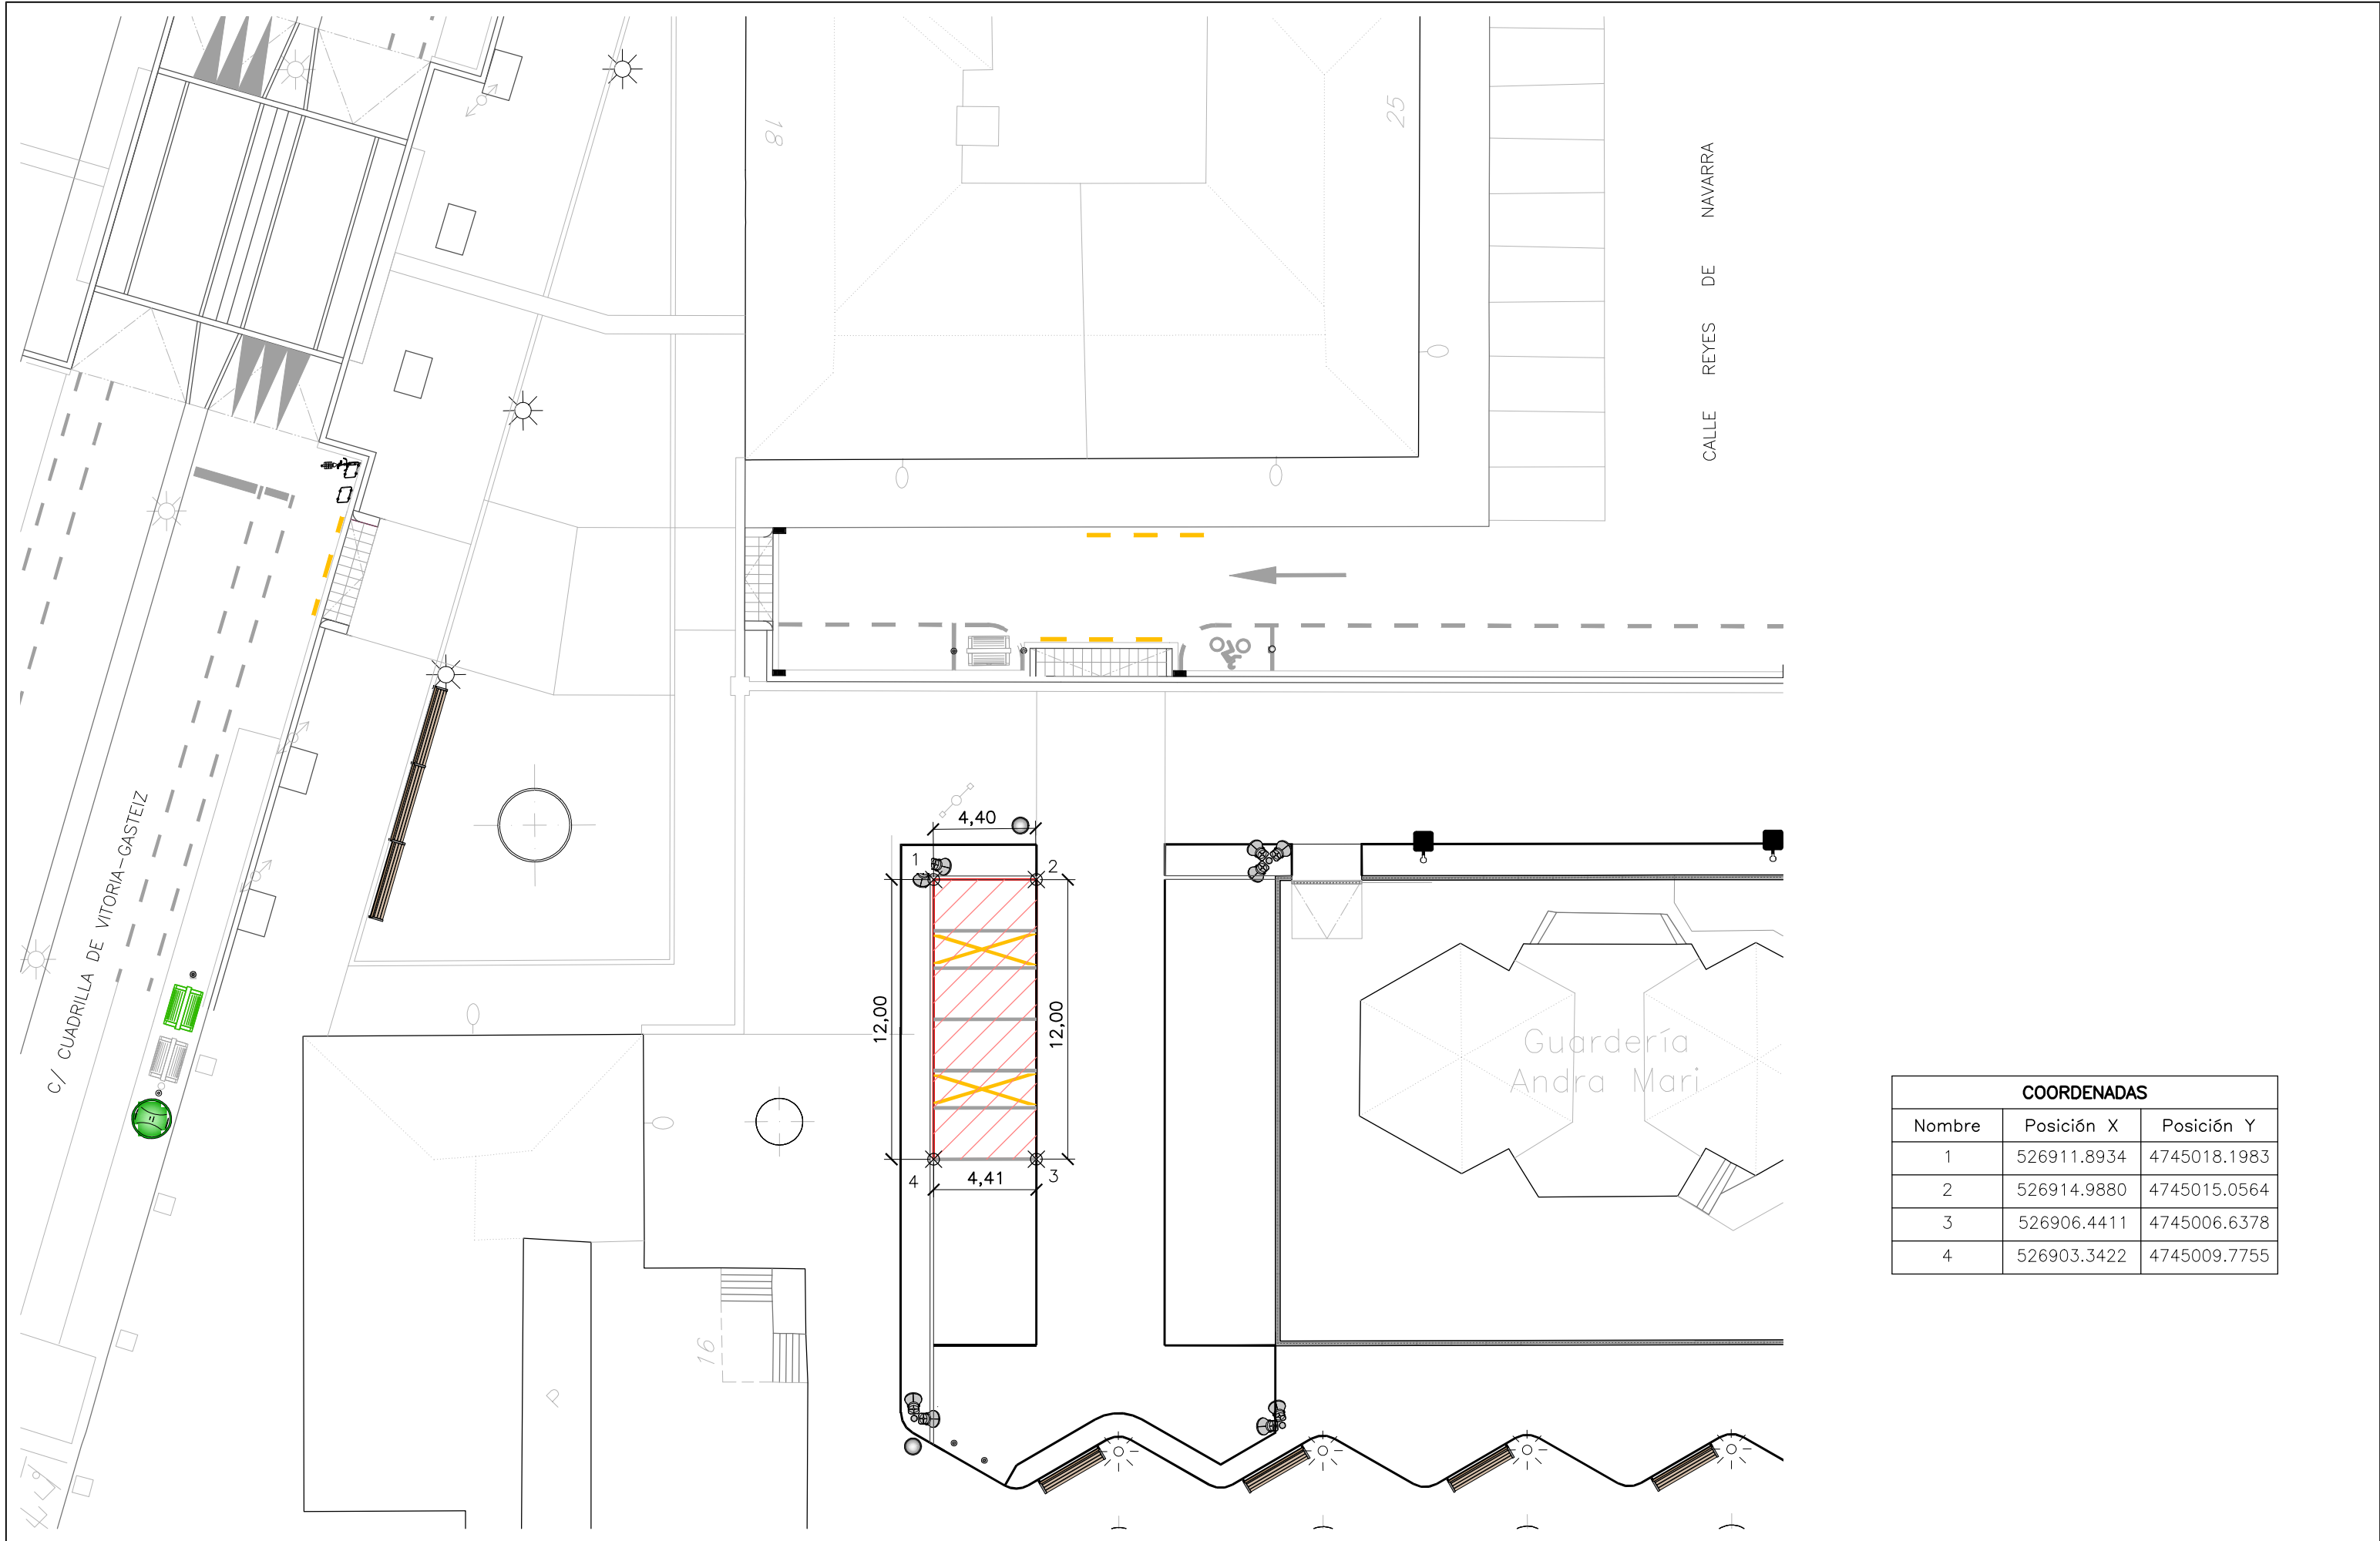 18
25
CALLE REYES DE NAVARRA
C/ CUADRILLA DE VITORIA-GASTEIZ
4,40
1
2
12,00
12,00
4
4,41
3
Guardería
Andra Mari
16
P
COORDENADAS
Nombre Posición X Posición Y
1 526911.8934 4745018.1983
2 526914.9880 4745015.0564
3 526906.4411 4745006.6378
4 526903.3422 4745009.7755